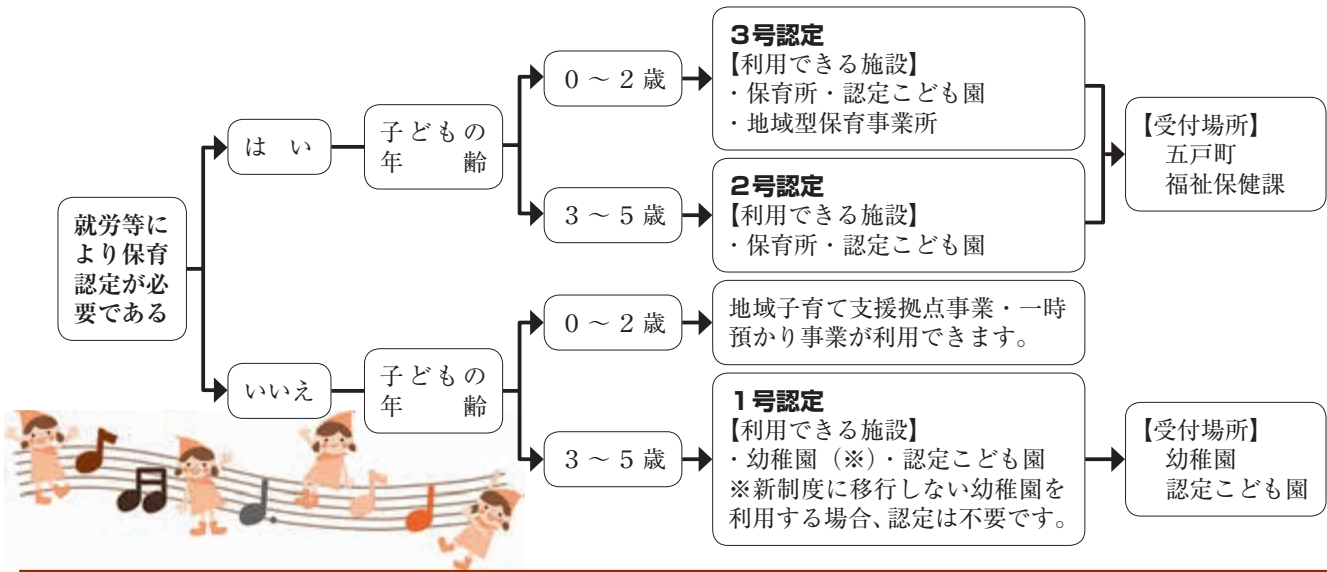 就労等に
より保育
認定が必
要である
は　い
子どもの
年　　齢
０～２歳
３号認定
【利用できる施設】
・保育所・認定こども園
・地域型保育事業所
３～５歳
２号認定
【利用できる施設】
・保育所・認定こども園
【受付場所】
五戸町
福祉保健課
いいえ
子どもの
年　　齢
０～２歳
地域子育て支援拠点事業・一時
預かり事業が利用できます。
３～５歳
１号認定
【利用できる施設】
・幼稚園（※）・認定こども園
※新制度に移行しない幼稚園を
利用する場合、認定は不要です。
【受付場所】
幼稚園
認定こども園